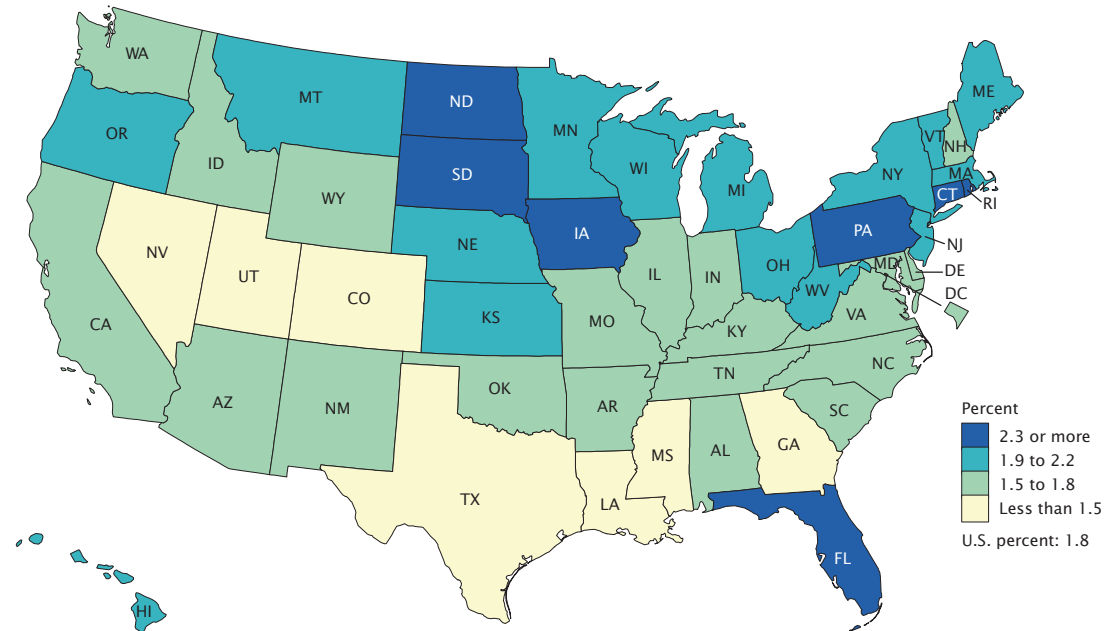 WA
MT
ND
ME
OR
MN
VT
NH
ID
SD
WI
NY
MA
MI
CT
RI
WY
IA
PA
NE
NJ
NV
UT
CO
IL
IN
OH
MD
DE
WV
DC
CA
KS
MO
KY
VA
AZ
NM
OK
AR
TN
NC
SC
MS
AL
GA
TX
LA
FL
HI
Percent
2.3 or more
1.9 to 2.2
1.5 to 1.8
Less than 1.5
U.S. percent: 1.8